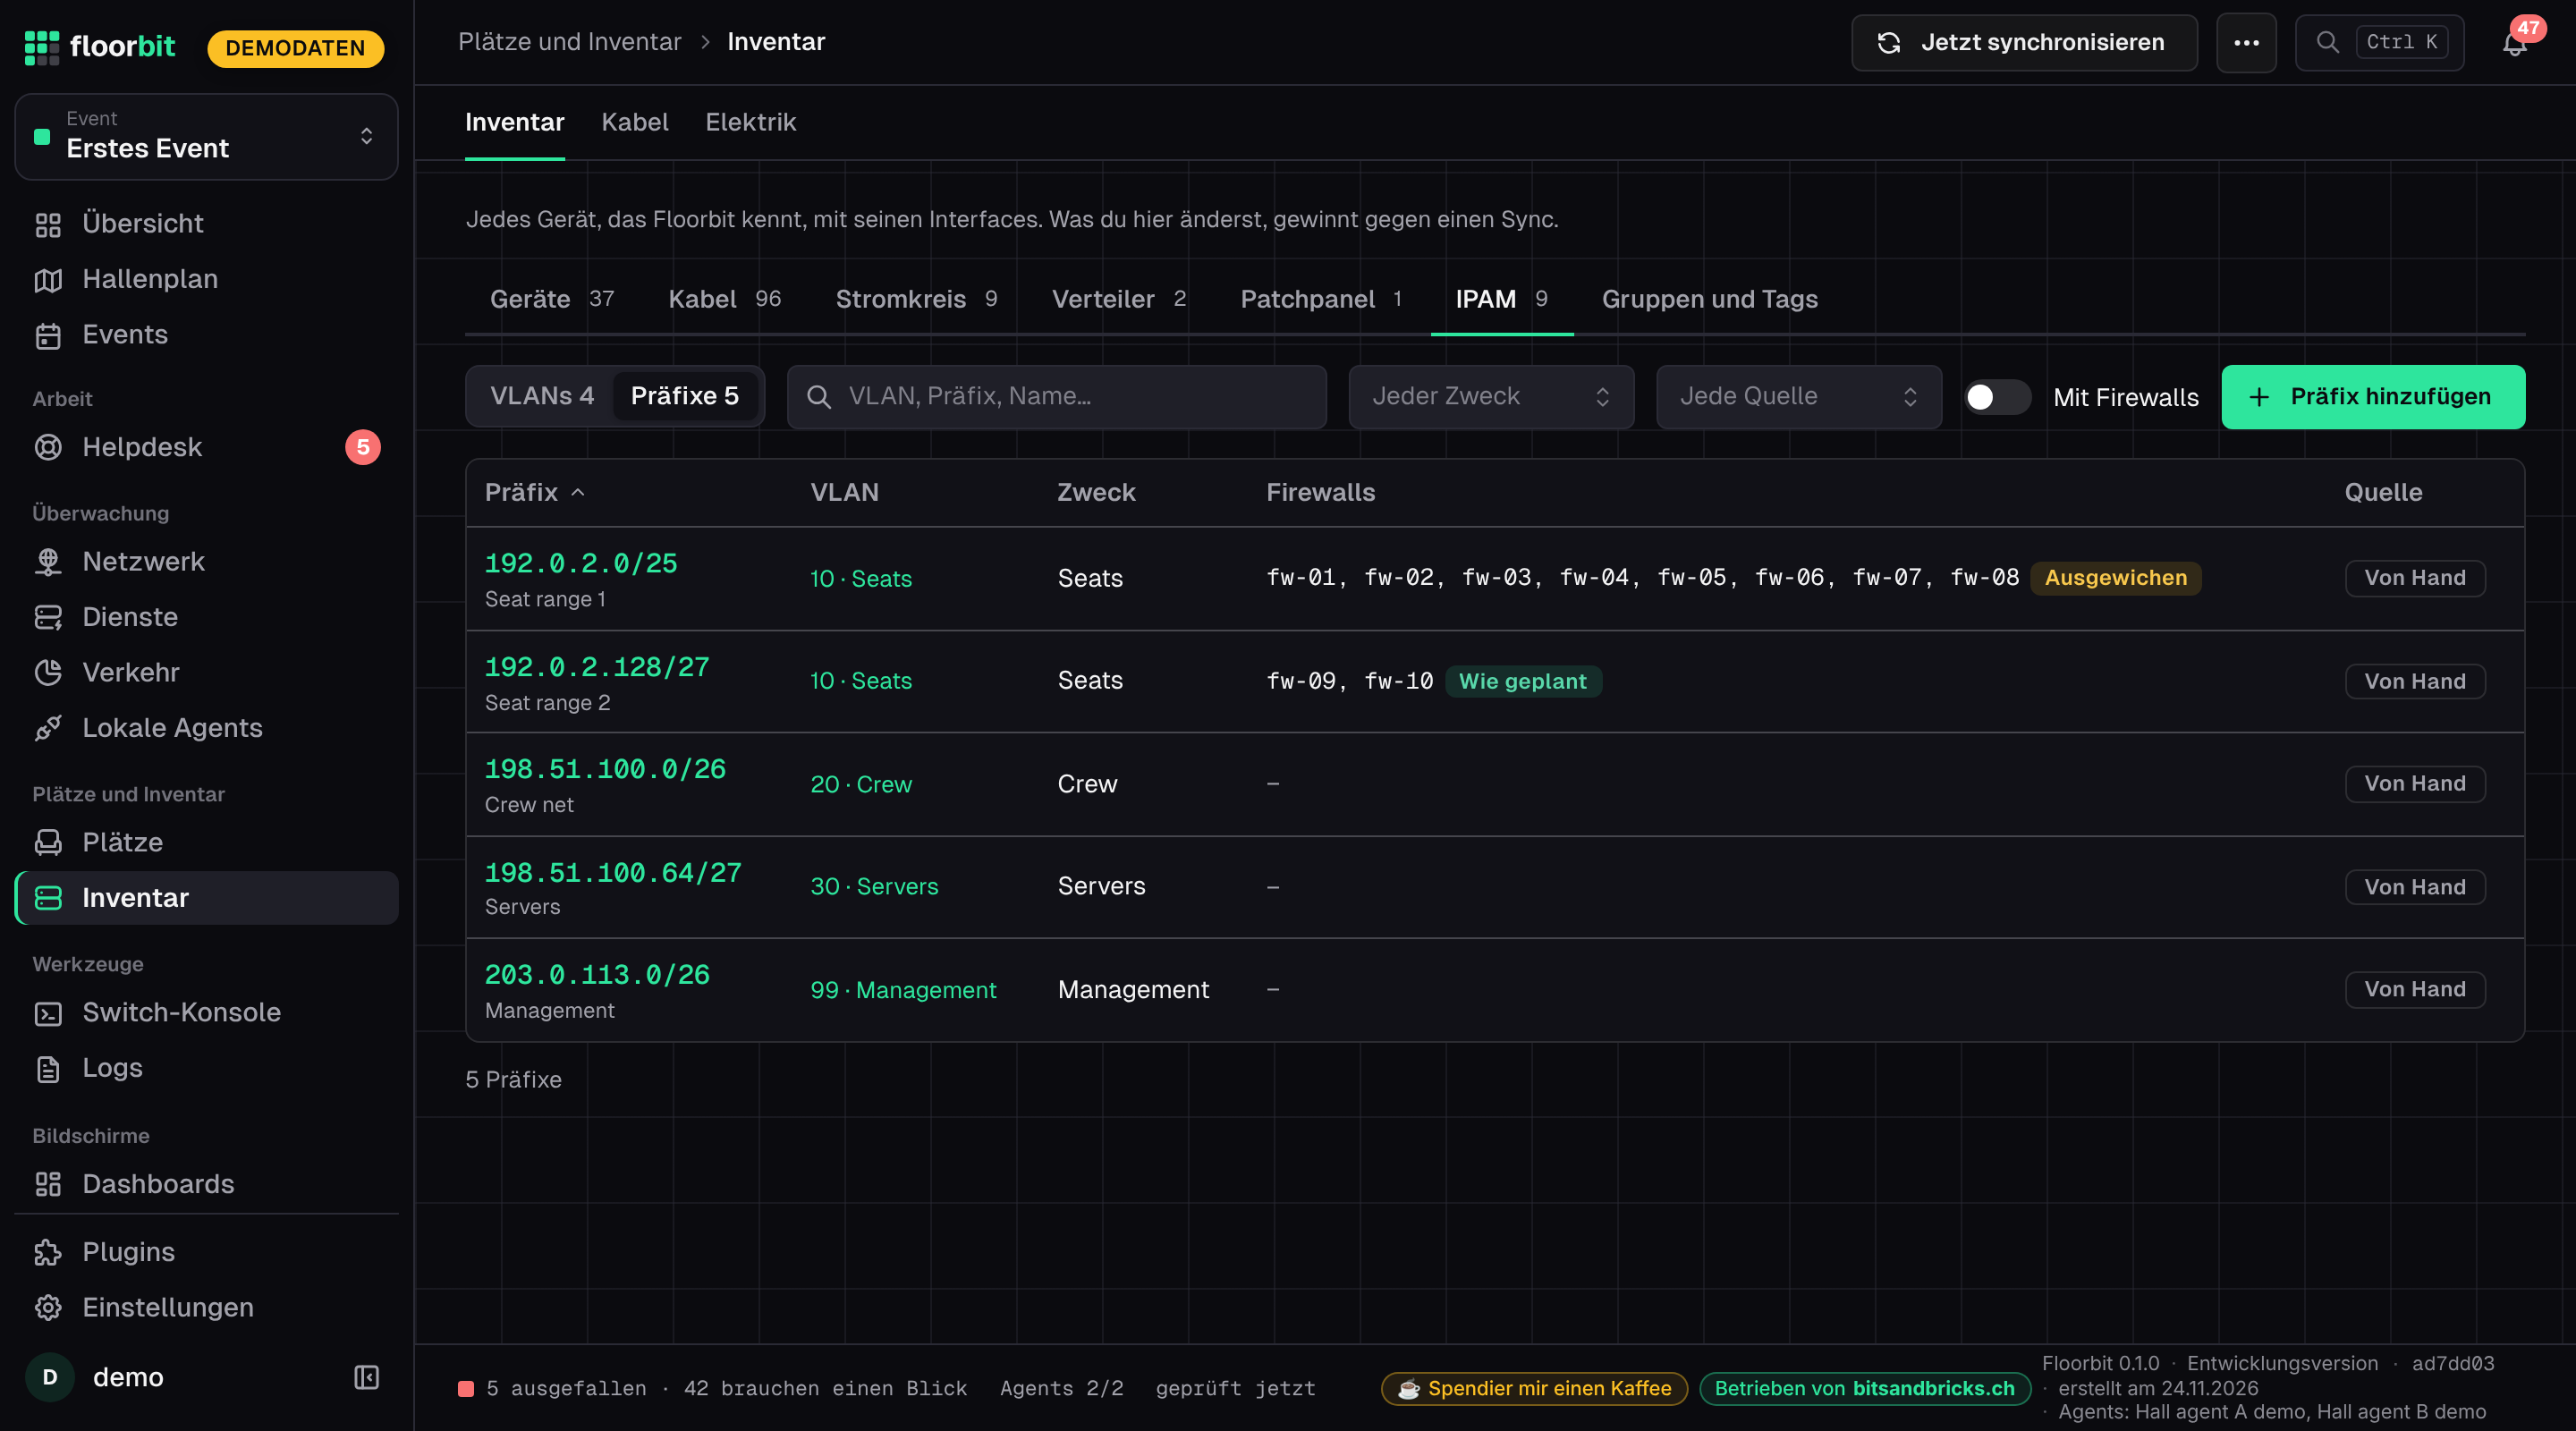 floorbit DEMODATEN
Event
Erstes Event
Übersicht
Hallenplan
Events
Arbeit
Helpdesk 5
Überwachung
Netzwerk
Dienste
Verkehr
Lokale Agents
Plätze und Inventar
Plätze
Inventar
Werkzeuge
Switch-Konsole
Logs
Bildschirme
Dashboards
Plugins
Einstellungen
D demo
Plätze und Inventar > Inventar
Jetzt synchronisieren
Ctrl K
47
Inventar Kabel Elektrik
Jedes Gerät, das Floorbit kennt, mit seinen Interfaces. Was du hier änderst, gewinnt gegen einen Sync.
Geräte 37 Kabel 96 Stromkreis 9 Verteiler 2 Patchpanel 1 IPAM 9 Gruppen und Tags
VLANs 4 Präfixe 5 VLAN, Präfix, Name... Jeder Zweck Jede Quelle Mit Firewalls + Präfix hinzufügen
Präfix VLAN Zweck Firewalls Quelle
192.0.2.0/25 10 · Seats Seats fw-01, fw-02, fw-03, fw-04, fw-05, fw-06, fw-07, fw-08 Ausgewichen Von Hand
Seat range 1
192.0.2.128/27 10 · Seats Seats fw-09, fw-10 Wie geplant Von Hand
Seat range 2
198.51.100.0/26 20 · Crew Crew – Von Hand
Crew net
198.51.100.64/27 30 · Servers Servers – Von Hand
Servers
203.0.113.0/26 99 · Management Management – Von Hand
Management
5 Präfixe
5 ausgefallen · 42 brauchen einen Blick Agents 2/2 geprüft jetzt
Spendier mir einen Kaffee
Betrieben von bitsandbricks.ch
Floorbit 0.1.0 · Entwicklungsversion · ad7dd03
· erstellt am 24.11.2026
· Agents: Hall agent A demo, Hall agent B demo